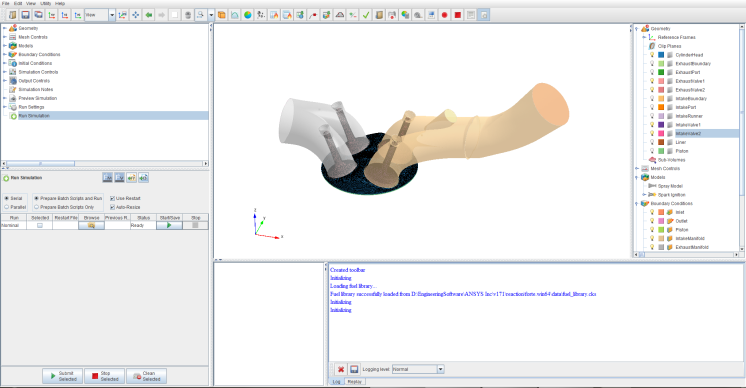 File Edit View Utility Help
New
Geometry
Mesh Controls
Models
Boundary Conditions
Initial Conditions
Simulation Controls
Output Controls
Simulation Notes
Preview Simulation
Run Settings
Run Simulation
Run Simulation
Serial
Prepare Batch Scripts and Run
Use Restart
Parallel
Prepare Batch Scripts Only
Auto-Resize
Run Selected Restart File Browse Previous R... Status Start/Save Stop
Nominal Ready
Submit Selected
Stop Selected
Clean Selected
z
y
x
Created toolbar
Initializing
Loading fuel library...
Fuel library successfully loaded from D:\EngineeringSoftware\ANSYS Inc\v171\reaction\forte.win64\data\fuel_library.cks
Initializing
Initializing
Logging level: Normal
Log Replay
Geometry
Reference Frames
Clip Planes
CylinderHead
ExhaustBoundary
ExhaustPort
ExhaustValve1
ExhaustValve2
IntakeBoundary
IntakePort
IntakeRunner
IntakeValve1
IntakeValve2
Liner
Piston
Sub-Volumes
Mesh Controls
Models
Spray Model
Spark Ignition
Boundary Conditions
Inlet
Outlet
Piston
IntakeManifold
ExhaustManifold